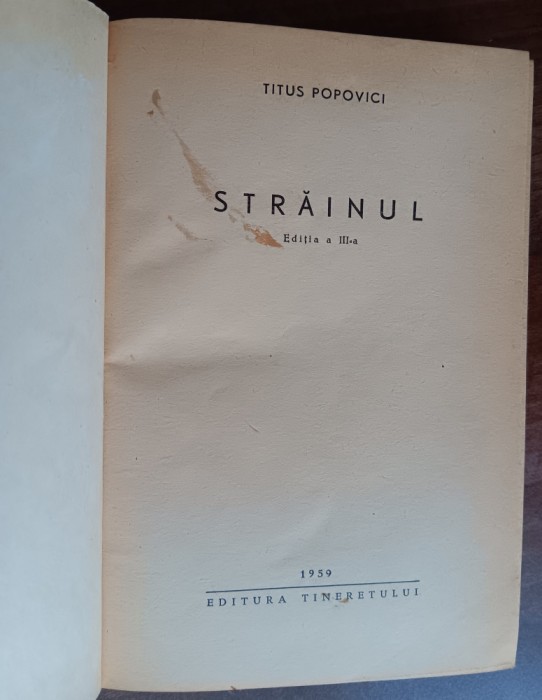 TITUS POPOVICI
STRĂINUL
Ediția a III-a
1959
EDITURA TINERETULUI